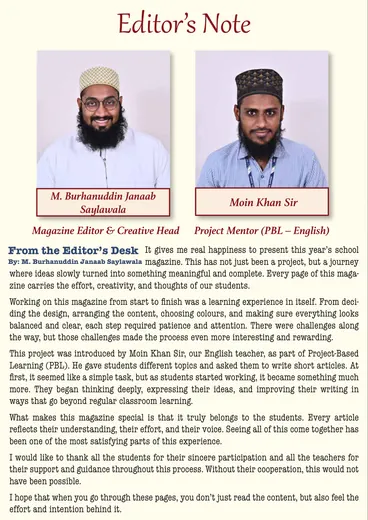 Editor's Note
M. Burhanuddin Janaab
Saylawala
Moin Khan Sir
Magazine Editor & Creative Head
Project Mentor (PBL – English)
From the Editor's Desk
By: M. Burhanuddin Janaab Saylawala
It gives me real happiness to present this year's school
magazine. This has not just been a project, but a journey
where ideas slowly turned into something meaningful and complete. Every page of this maga-
zine carries the effort, creativity, and thoughts of our students.
Working on this magazine from start to finish was a learning experience in itself. From deci-
ding the design, arranging the content, choosing colours, and making sure everything looks
balanced and clear, each step required patience and attention. There were challenges along
the way, but those challenges made the process even more interesting and rewarding.
This project was introduced by Moin Khan Sir, our English teacher, as part of Project-Based
Learning (PBL). He gave students different topics and asked them to write short articles. At
first, it seemed like a simple task, but as students started working, it became something much
more. They began thinking deeply, expressing their ideas, and improving their writing in
ways that go beyond regular classroom learning.
What makes this magazine special is that it truly belongs to the students. Every article
reflects their understanding, their effort, and their voice. Seeing all of this come together has
been one of the most satisfying parts of this experience.
I would like to thank all the students for their sincere participation and all the teachers for
their support and guidance throughout this process. Without their cooperation, this would not
have been possible.
I hope that when you go through these pages, you don't just read the content, but also feel the
effort and intention behind it.